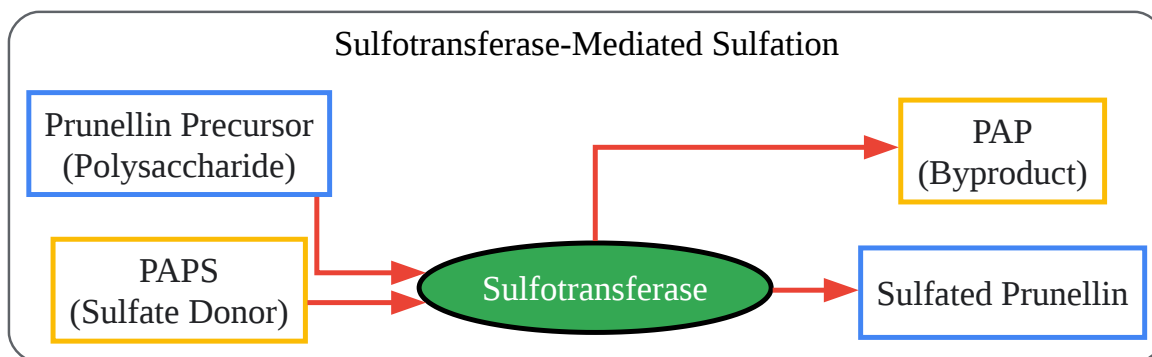 Sulfotransferase-Mediated Sulfation
Prunellin Precursor
(Polysaccharide)
PAPS
(Sulfate Donor)
Sulfotransferase
PAP
(Byproduct)
Sulfated Prunellin